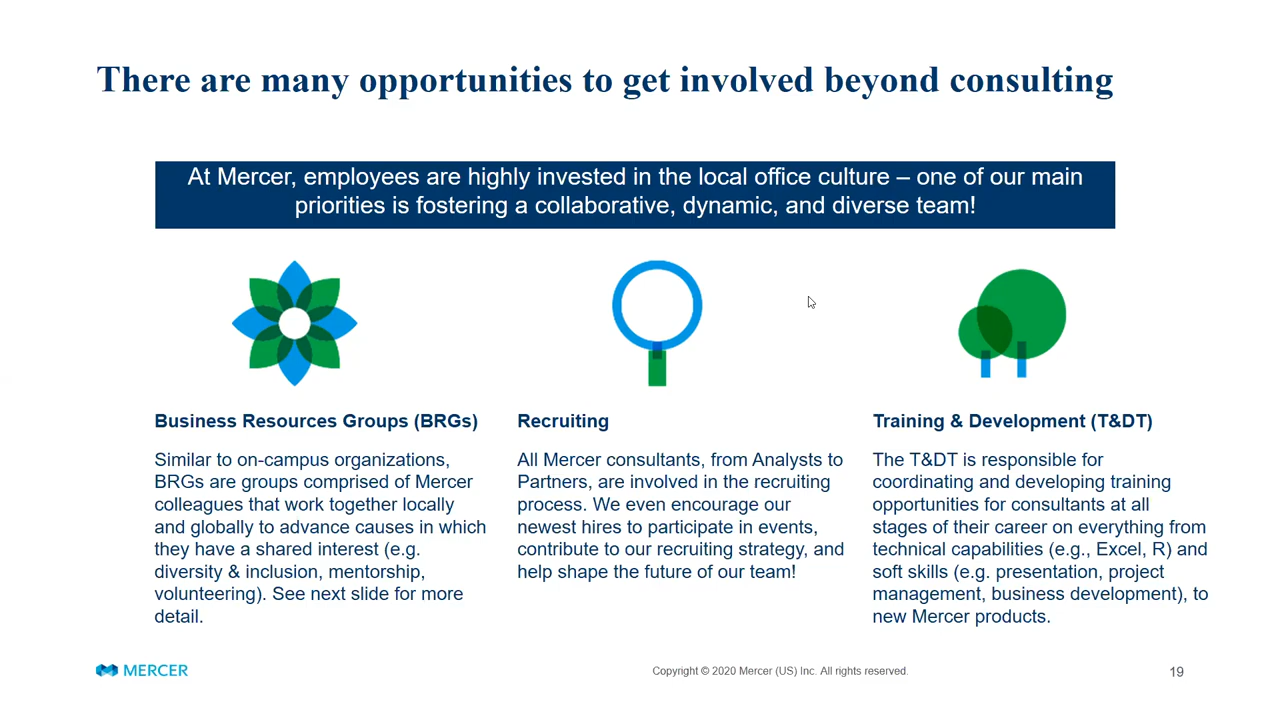 There are many opportunities to get involved beyond consulting
At Mercer, employees are highly invested in the local office culture – one of our main
priorities is fostering a collaborative, dynamic, and diverse team!
Business Resources Groups (BRGs)
Similar to on-campus organizations,
BRGs are groups comprised of Mercer
colleagues that work together locally
and globally to advance causes in which
they have a shared interest (e.g.
diversity & inclusion, mentorship,
volunteering). See next slide for more
detail.
Recruiting
All Mercer consultants, from Analysts to
Partners, are involved in the recruiting
process. We even encourage our
newest hires to participate in events,
contribute to our recruiting strategy, and
help shape the future of our team!
Training & Development (T&DT)
The T&DT is responsible for
coordinating and developing training
opportunities for consultants at all
stages of their career on everything from
technical capabilities (e.g., Excel, R) and
soft skills (e.g. presentation, project
management, business development), to
new Mercer products.
MERCER
Copyright © 2020 Mercer (US) Inc. All rights reserved.
19